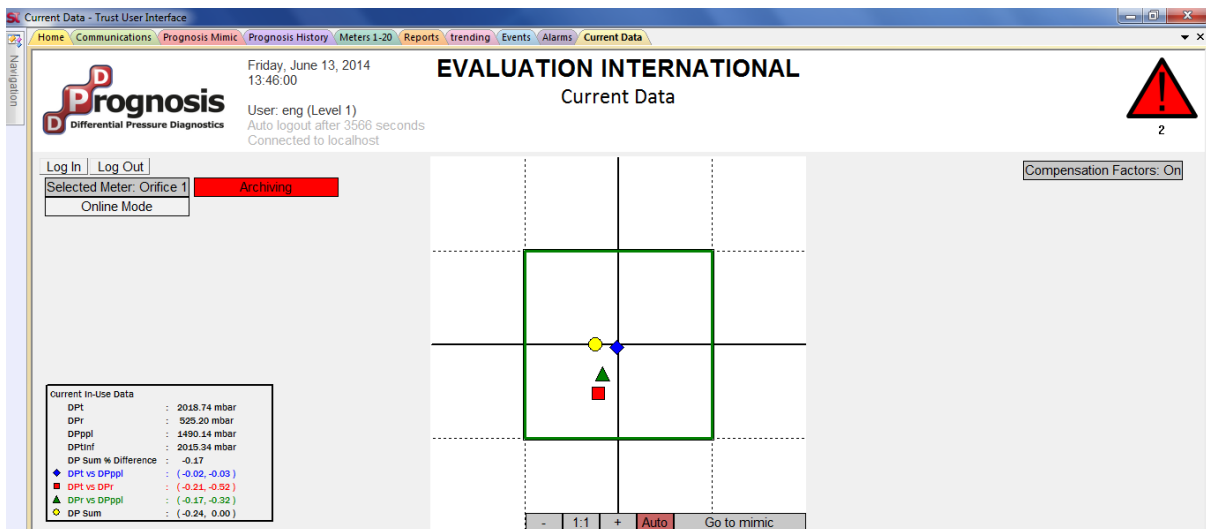 Current Data - Trust User Interface
Home Communications Prognosis Mimic Prognosis History Meters 1-20 Reports trending Events Alarms Current Data
Navigation
D
Prognosis
D Differential Pressure Diagnostics
Friday, June 13, 2014
13:46:00
User: eng (Level 1)
Auto logout after 3566 seconds
Connected to localhost
EVALUATION INTERNATIONAL
Current Data
!
2
Log In Log Out
Selected Meter: Orifice 1 Archiving
Online Mode
Compensation Factors: On
Current In-Use Data
DPt : 2018.74 mbar
DPr : 525.20 mbar
DPppl : 1490.14 mbar
DPtinf : 2015.34 mbar
DP Sum % Difference : -0.17
DPt vs DPppl : ( -0.02, -0.03 )
DPt vs DPr : ( -0.21, -0.52 )
DPr vs DPppl : ( -0.17, -0.32 )
DP Sum : ( -0.24, 0.00 )
- 1:1 + Auto Go to mimic